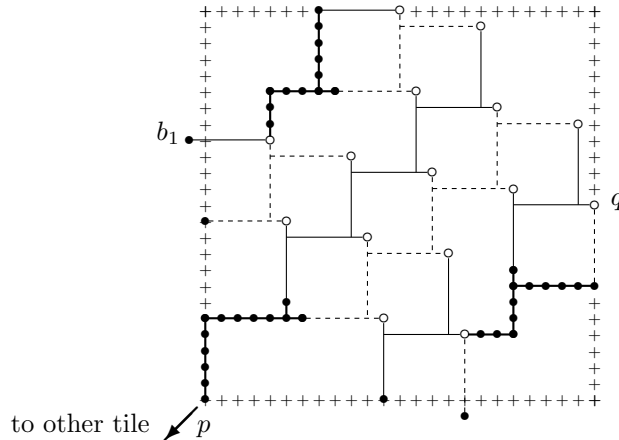 b₁
q
to other tile p